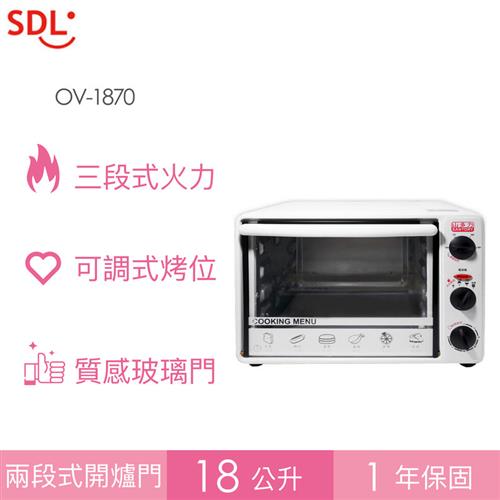 SDL
OV-1870
三段式火力
可調式烤位
質感玻璃門
COOKING MENU
兩段式開爐門
18 公升
1 年保固